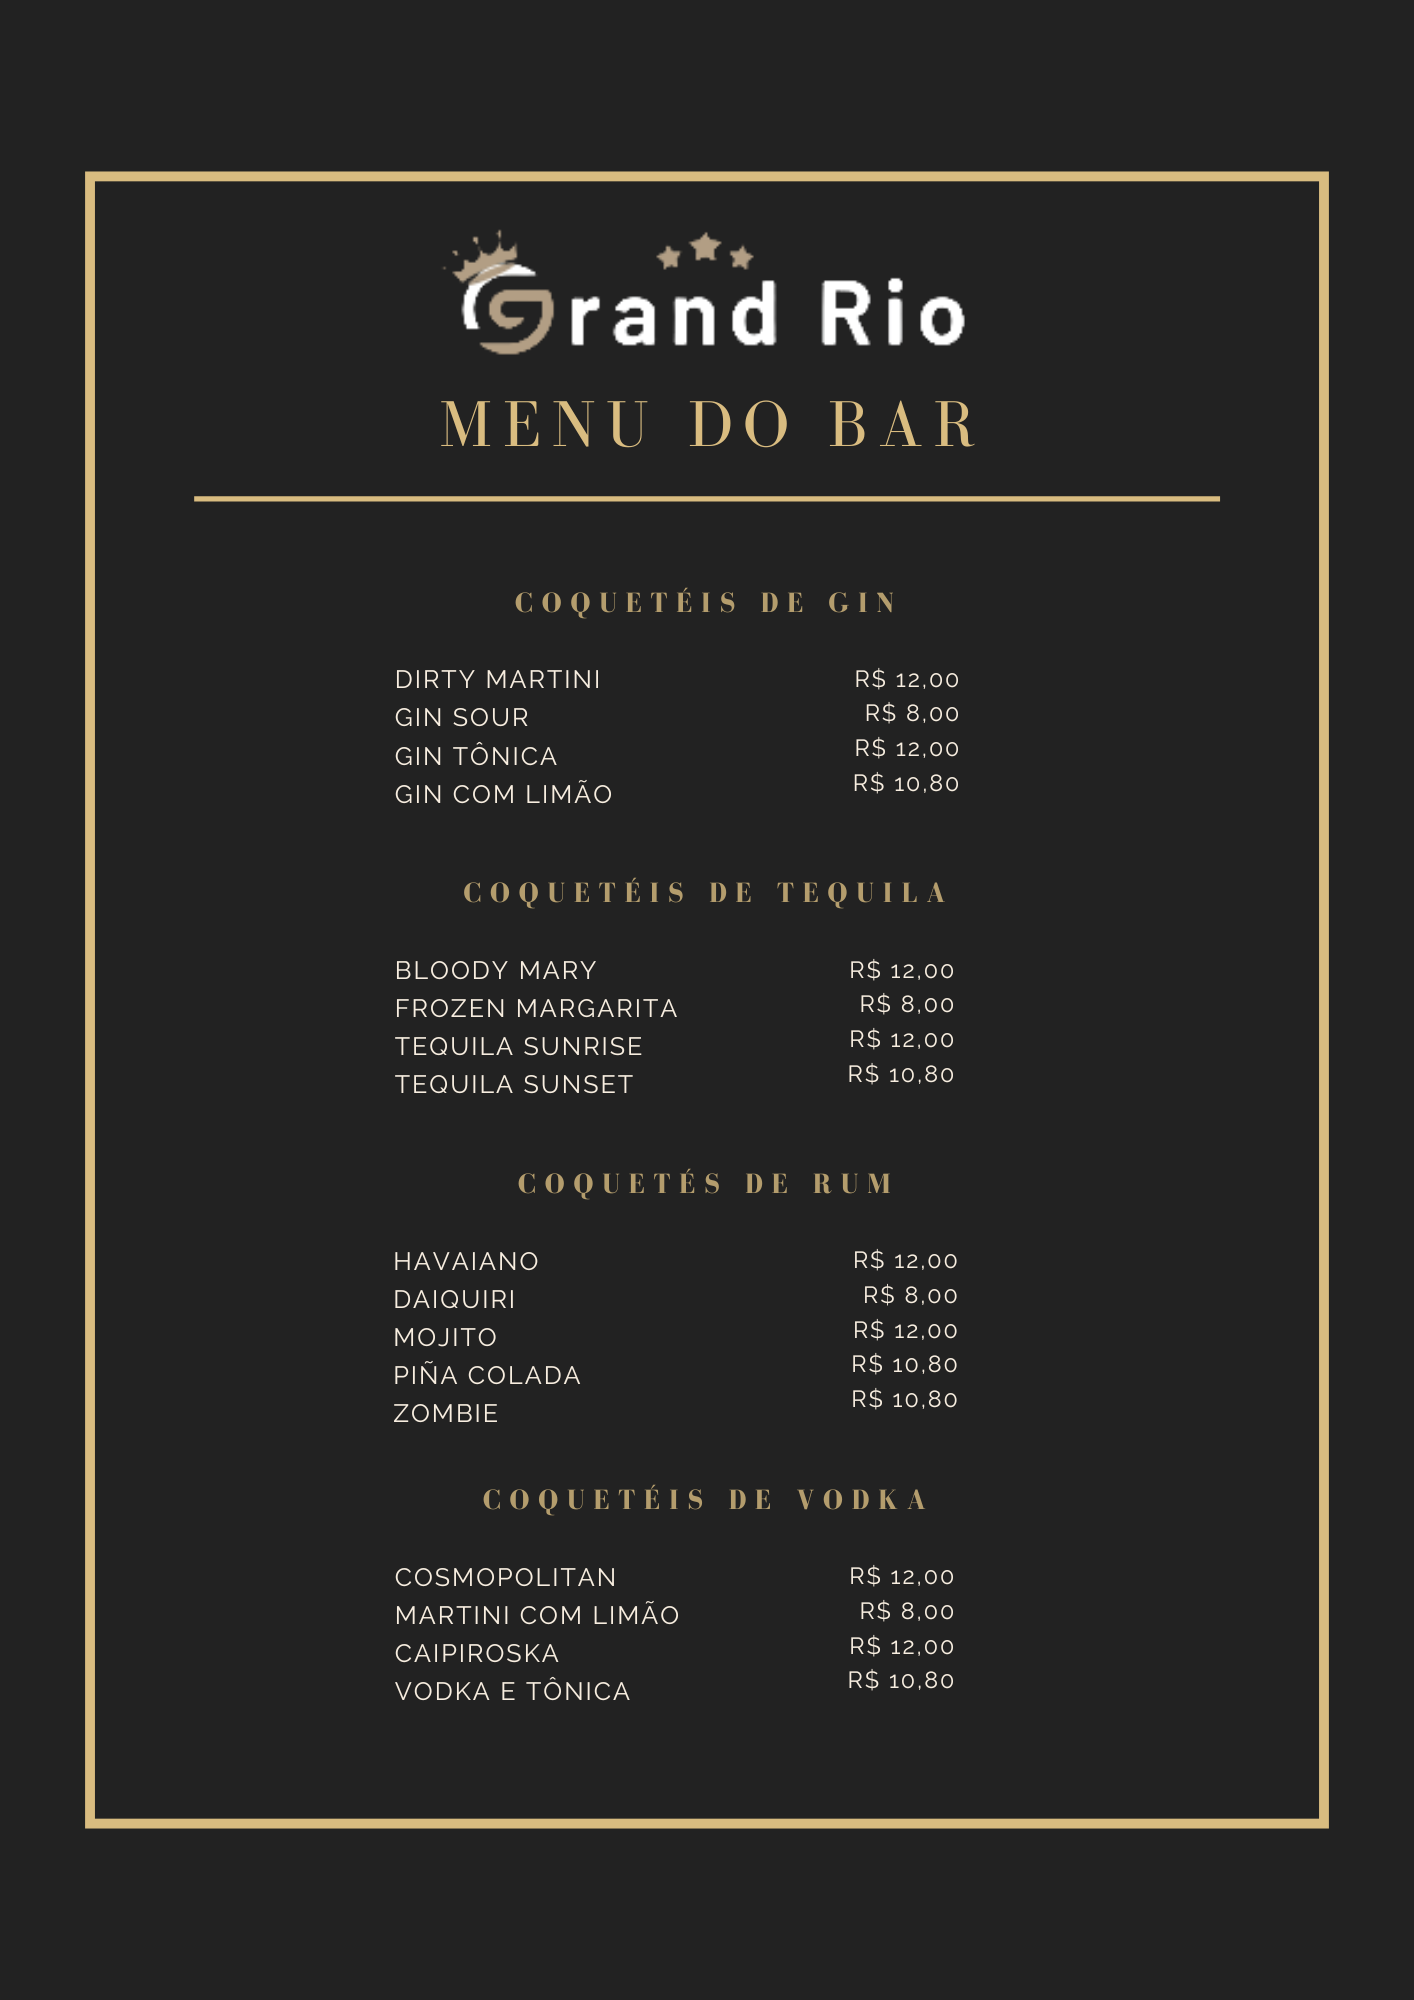 Grand Rio
MENU DO BAR
COQUETÉIS DE GIN
DIRTY MARTINI R$ 12,00
GIN SOUR R$ 8,00
GIN TÔNICA R$ 12,00
GIN COM LIMÃO R$ 10,80
COQUETÉIS DE TEQUILA
BLOODY MARY R$ 12,00
FROZEN MARGARITA R$ 8,00
TEQUILA SUNRISE R$ 12,00
TEQUILA SUNSET R$ 10,80
COQUETÉS DE RUM
HAVAIANO R$ 12,00
DAIQUIRI R$ 8,00
MOJITO R$ 12,00
PIÑA COLADA R$ 10,80
ZOMBIE R$ 10,80
COQUETÉIS DE VODKA
COSMOPOLITAN R$ 12,00
MARTINI COM LIMÃO R$ 8,00
CAIPIROSKA R$ 12,00
VODKA E TÔNICA R$ 10,80